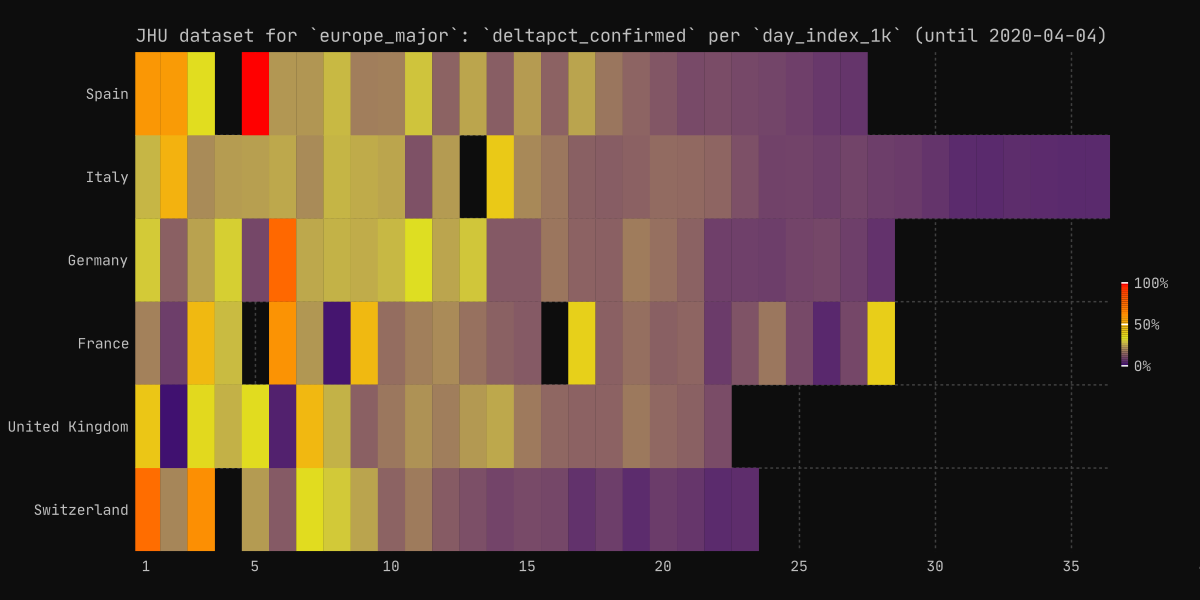 JHU dataset for `europe_major`: `deltapct_confirmed` per `day_index_1k` (until 2020-04-04)
Spain
Italy
Germany
France
United Kingdom
Switzerland
100%
50%
0%
1 5 10 15 20 25 30 35